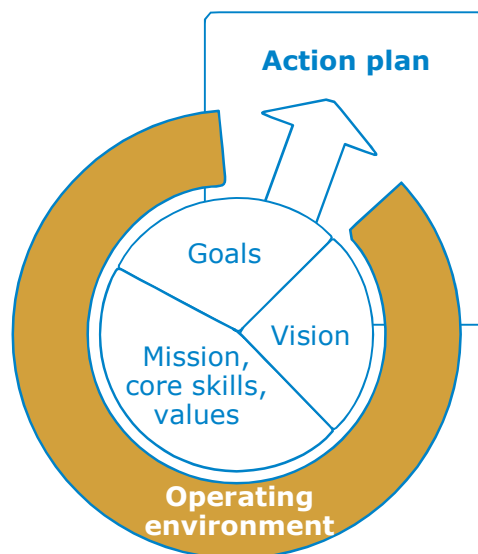 Action plan
Goals
Vision
Mission,
core skills,
values
Operating
environment